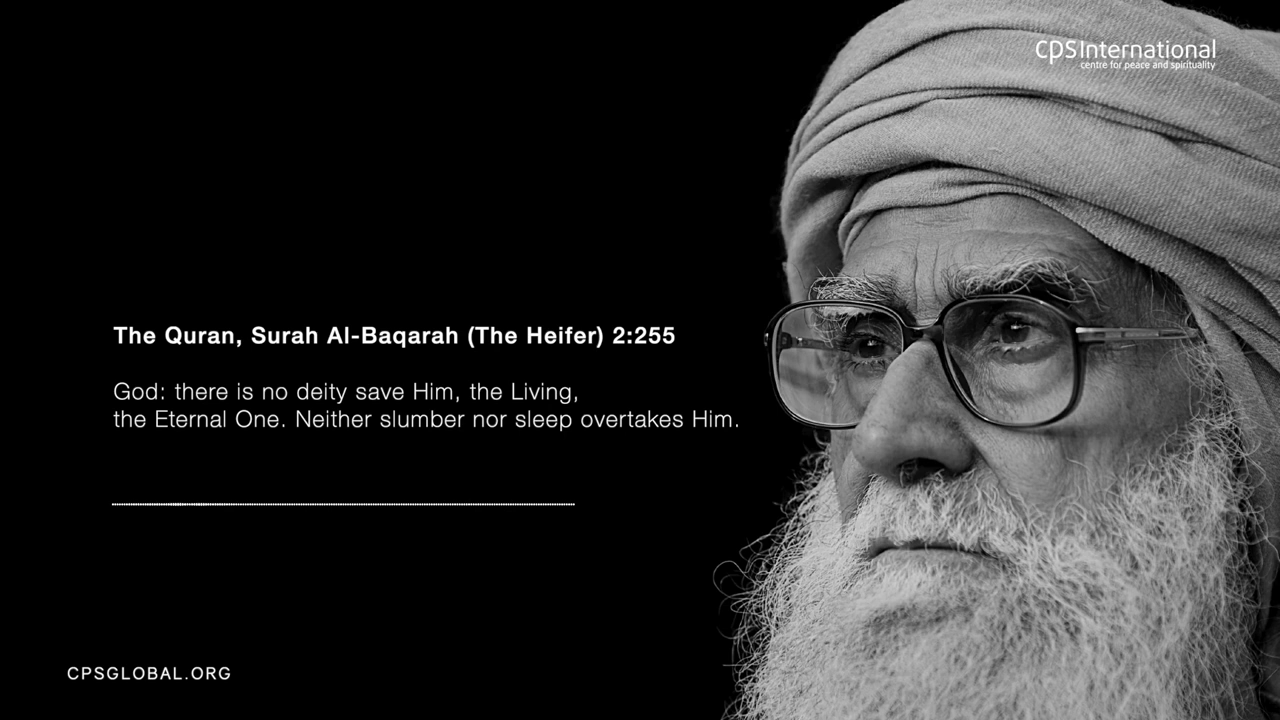 cpsInternational
centre for peace and spirituality
The Quran, Surah Al-Baqarah (The Heifer) 2:255
God: there is no deity save Him, the Living,
the Eternal One. Neither slumber nor sleep overtakes Him.
CPSGLOBAL.ORG